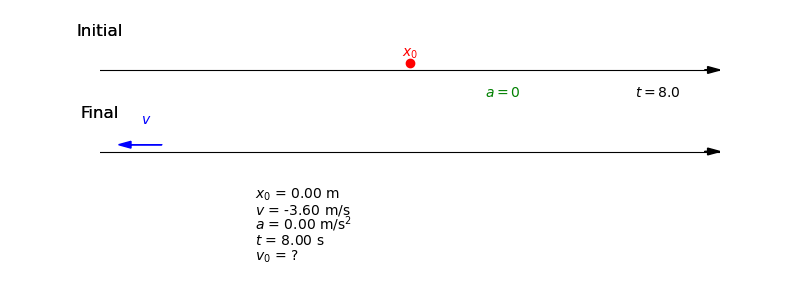 Initial
x₀
a = 0
t = 8.0
Final
v
x₀ = 0.00 m
v = -3.60 m/s
a = 0.00 m/s²
t = 8.00 s
v₀ = ?